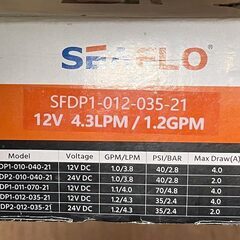 SEAFLO
SFDP1-012-035-21
12V 4.3LPM / 1.2GPM
Voltage GPM/LPM PSI/BAR Max Draw(A)
DP1-010-040-21 12V DC 1.0/3.8 40/2.8 4.0
DP2-010-040-21 24V DC 1.0/3.8 40/2.8 2.0
DP1-011-070-21 12V DC 1.1/4.0 70/4.8 4.0
DP1-012-035-21 12V DC 1.2/4.3 35/2.4 4.0
DP2-012-035-21 24V DC 1.2/4.3 35/2.4 2.0